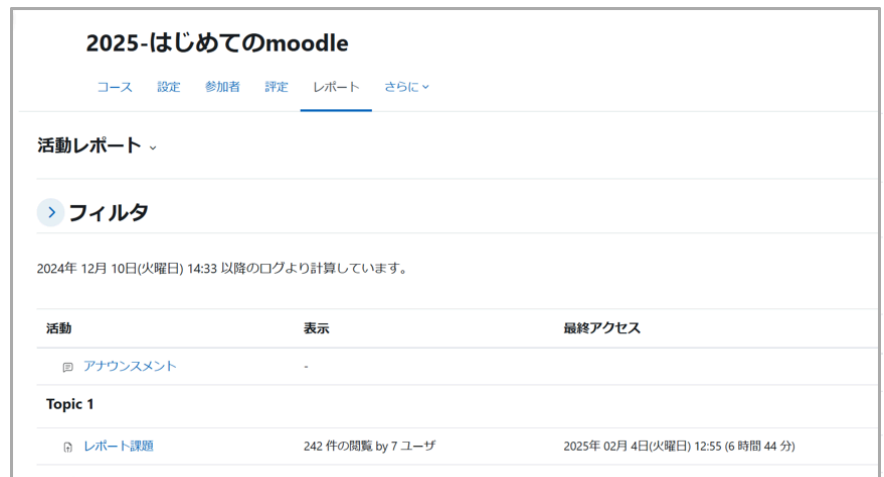 2025-はじめてのmoodle
コース 設定 参加者 評定 レポート さらに
活動レポート
フィルタ
2024年 12月 10日(火曜日) 14:33 以降のログより計算しています。
活動 表示 最終アクセス
アナウンスメント -
Topic 1
レポート課題 242 件の閲覧 by 7 ユーザ 2025年 02月 4日(火曜日) 12:55 (6 時間 44 分)